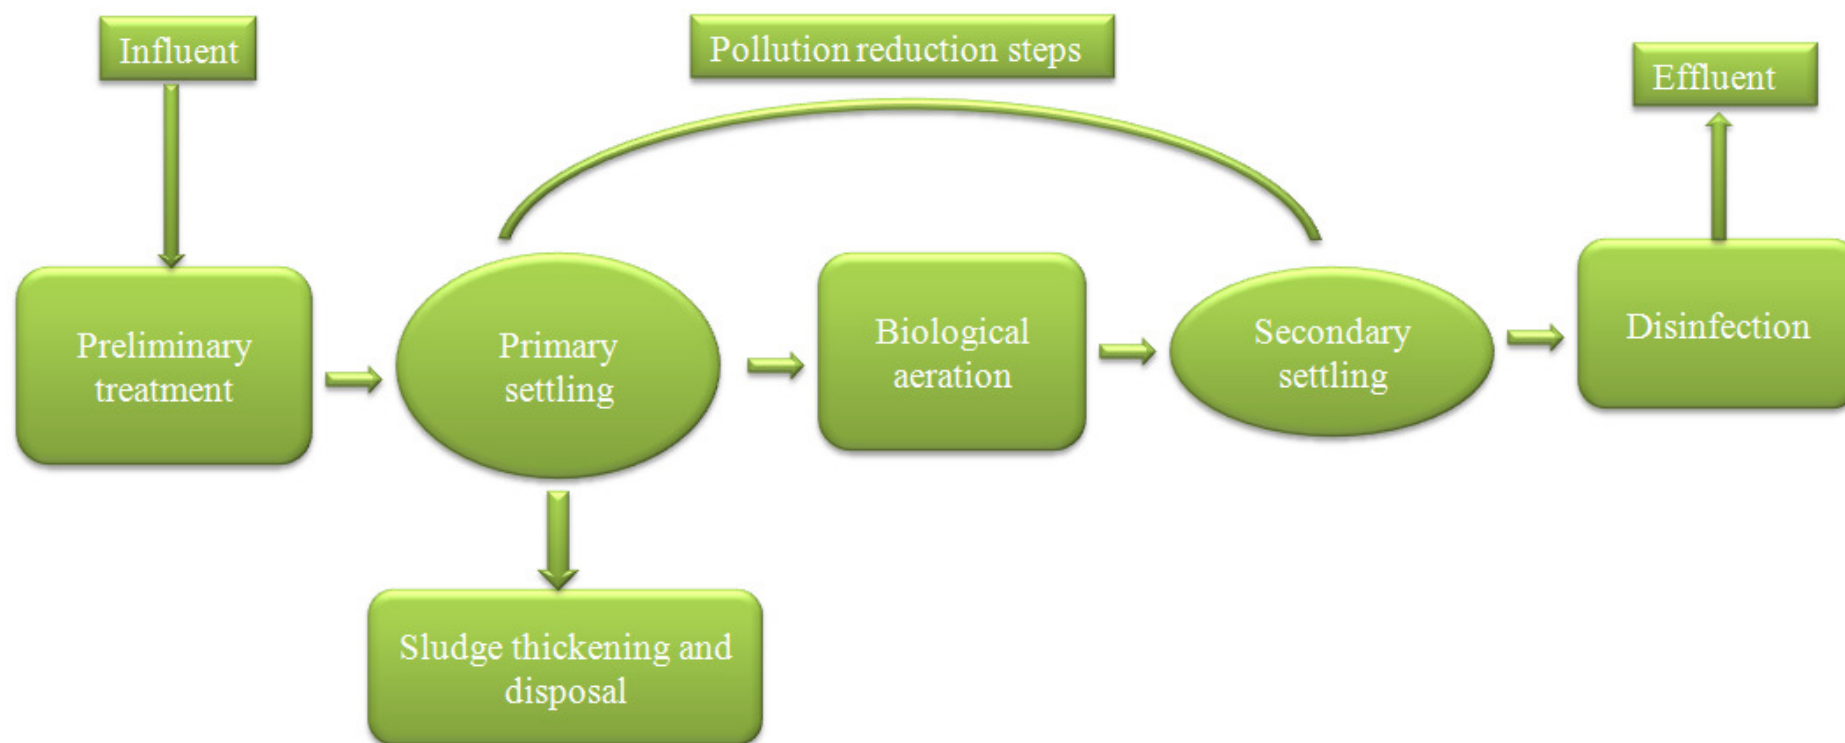 Influent
Pollution reduction steps
Effluent
Preliminary
treatment
Primary
settling
Biological
aeration
Secondary
settling
Disinfection
Sludge thickening and
disposal